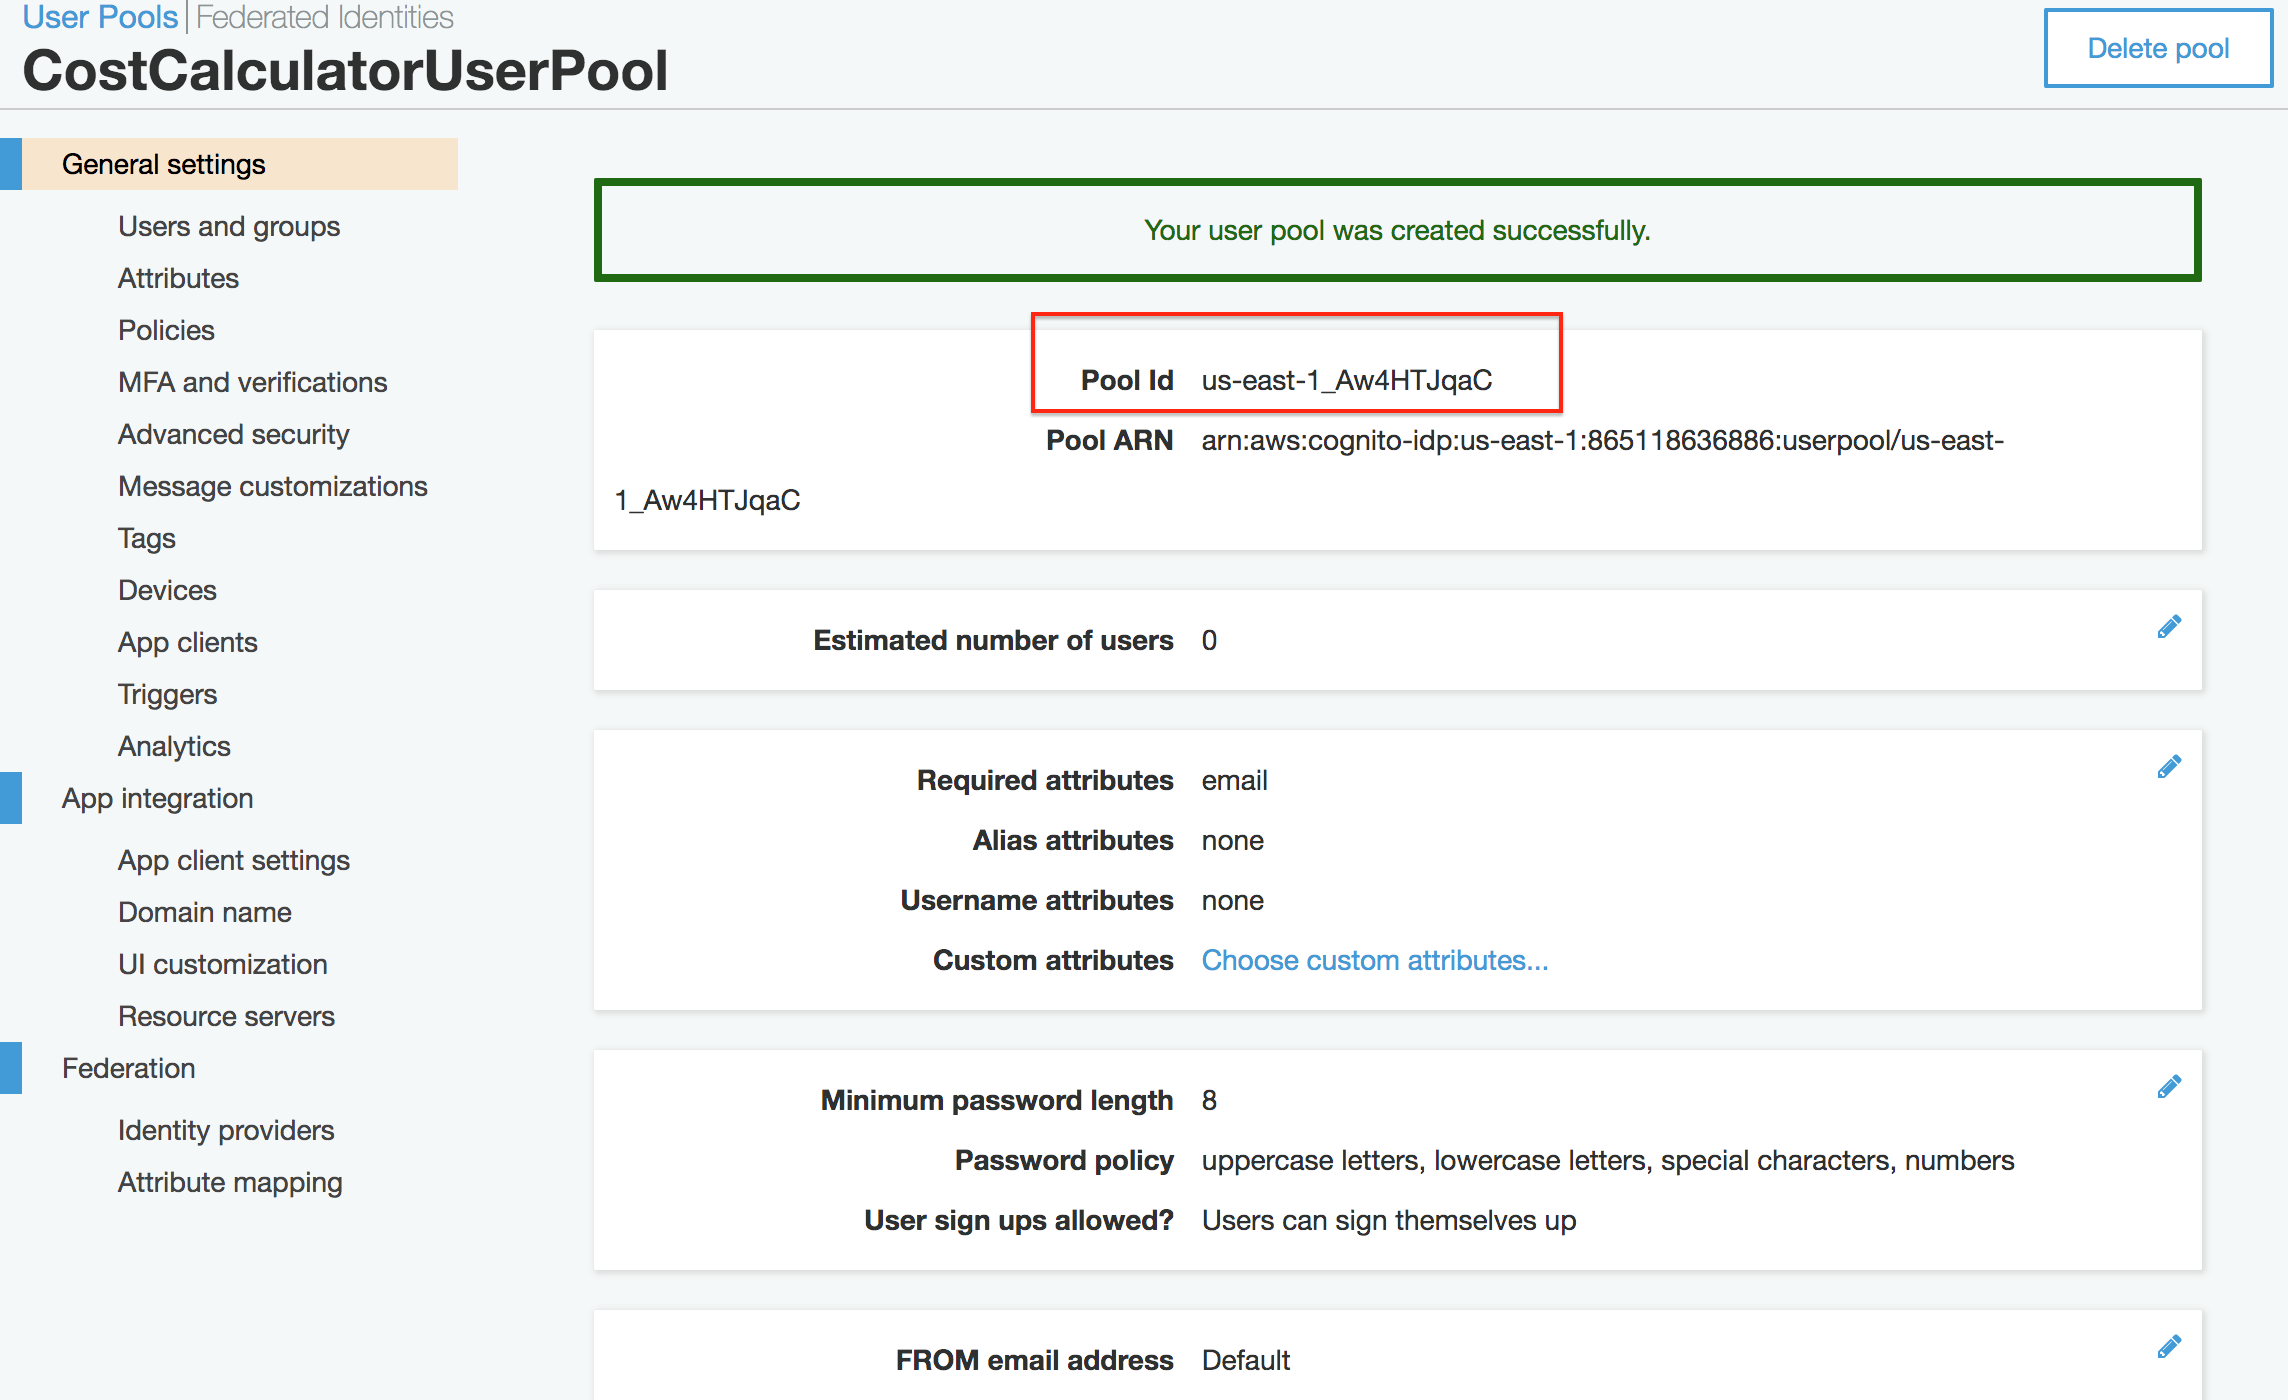 User Pools | Federated Identities
CostCalculatorUserPool
Delete pool
General settings
Users and groups
Attributes
Policies
MFA and verifications
Advanced security
Message customizations
Tags
Devices
App clients
Triggers
Analytics
App integration
App client settings
Domain name
UI customization
Resource servers
Federation
Identity providers
Attribute mapping
Your user pool was created successfully.
Pool Id us-east-1_Aw4HTJqaC
Pool ARN arn:aws:cognito-idp:us-east-1:865118636886:userpool/us-east-
1_Aw4HTJqaC
Estimated number of users 0
Required attributes email
Alias attributes none
Username attributes none
Custom attributes Choose custom attributes...
Minimum password length 8
Password policy uppercase letters, lowercase letters, special characters, numbers
User sign ups allowed? Users can sign themselves up
FROM email address Default